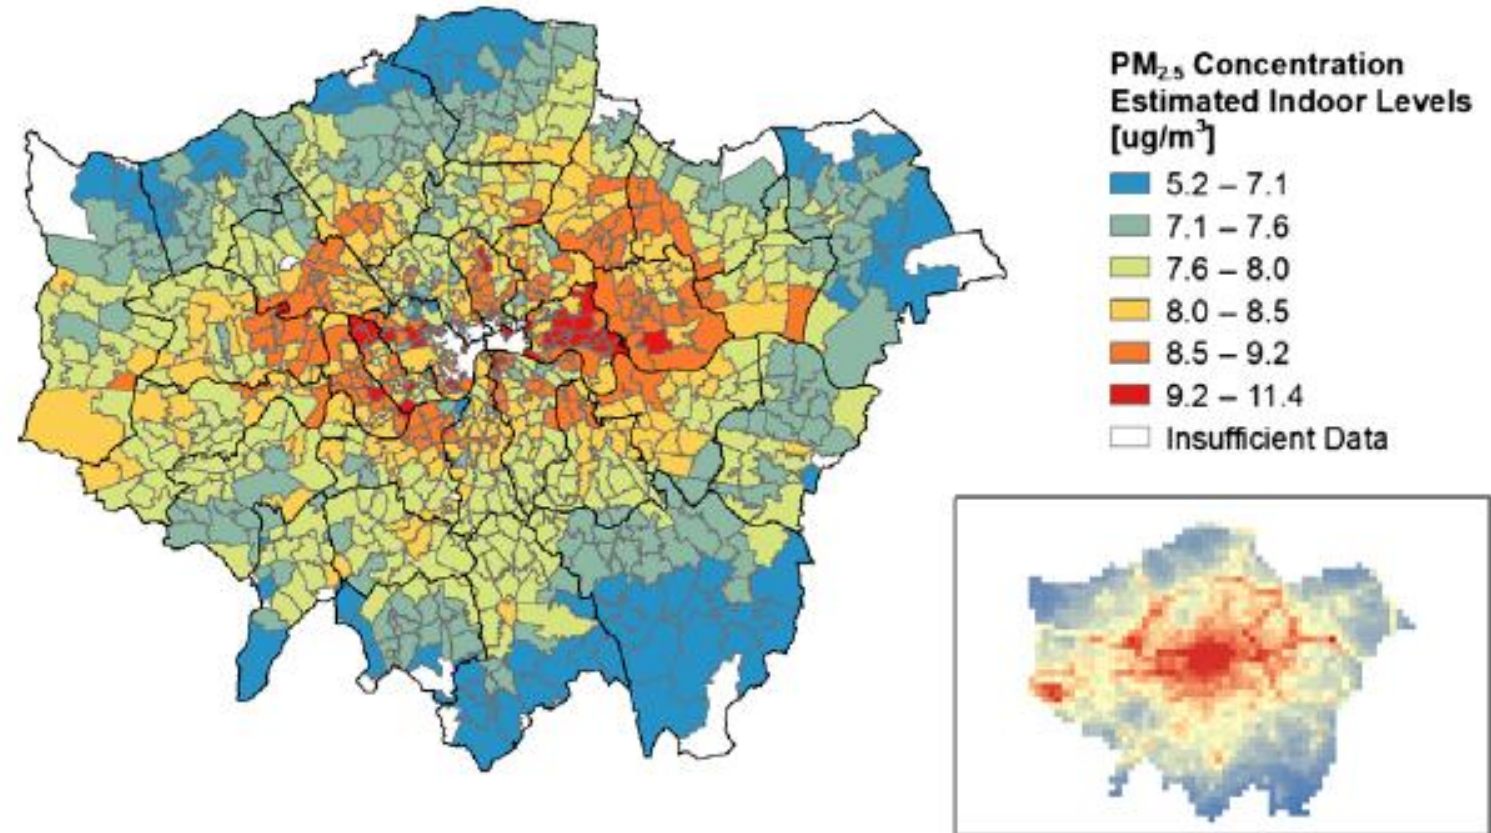 PM₂.₅ Concentration
Estimated Indoor Levels
[ug/m³]
5.2 – 7.1
7.1 – 7.6
7.6 – 8.0
8.0 – 8.5
8.5 – 9.2
9.2 – 11.4
Insufficient Data